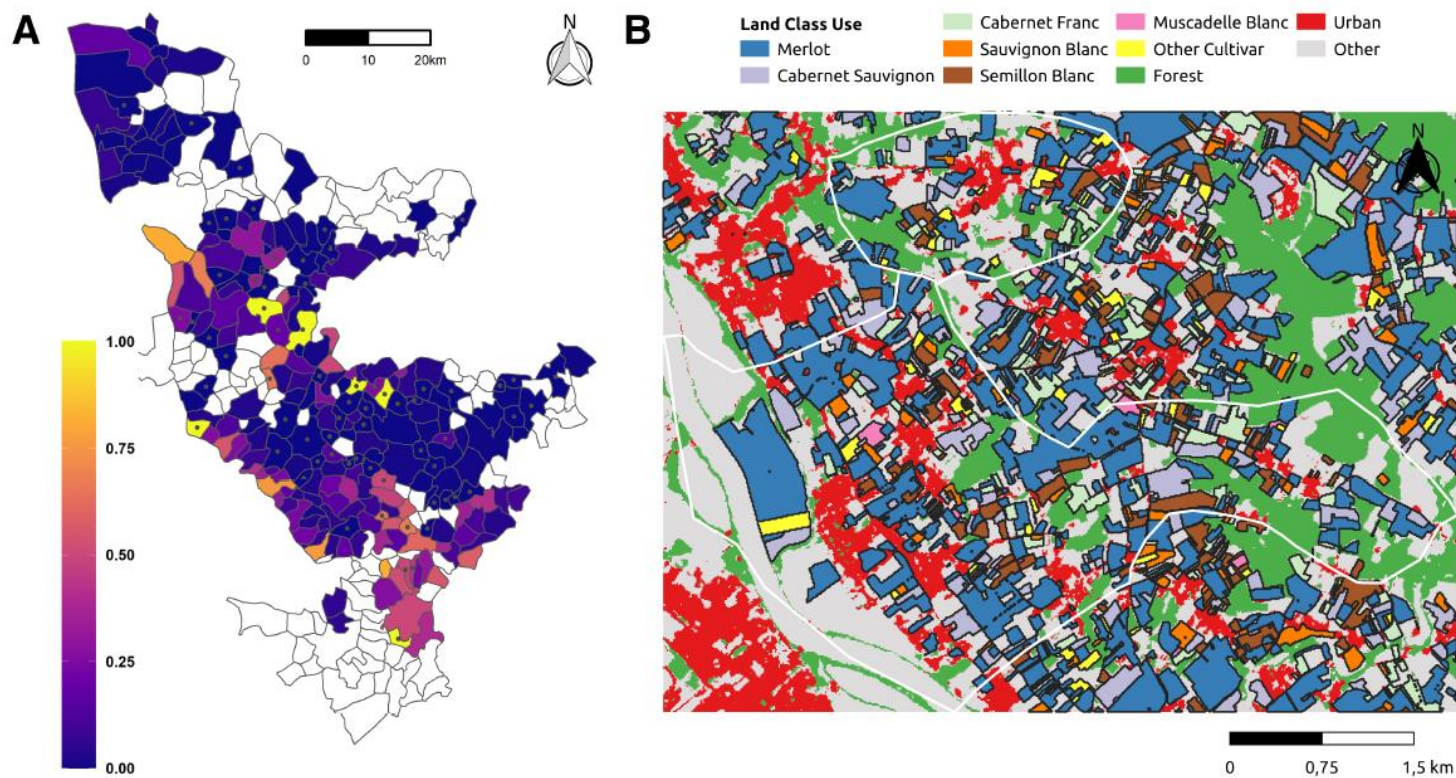 A
N
0 10 20km
1.00
0.75
0.50
0.25
0.00
B
Land Class Use
Merlot
Cabernet Sauvignon
Cabernet Franc
Sauvignon Blanc
Semillon Blanc
Muscadelle Blanc
Other Cultivar
Forest
Urban
Other
N
0 0,75 1,5 km